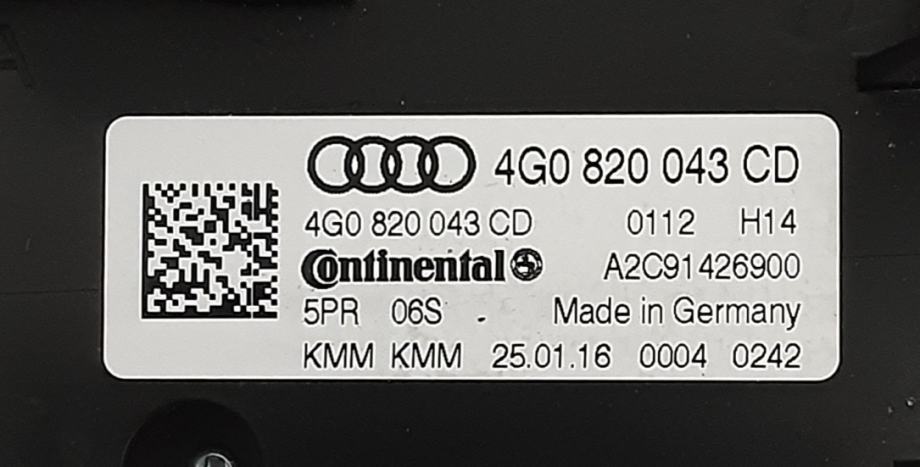 4G0 820 043 CD
4G0 820 043 CD 0112 H14
Continental A2C91426900
5PR 06S - Made in Germany
KMM KMM 25.01.16 0004 0242